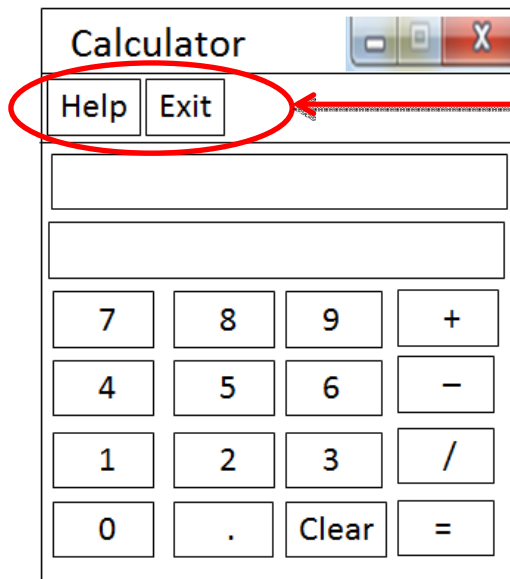 Calculator X
Help Exit
7 8 9 +
4 5 6 –
1 2 3 /
0 . Clear =